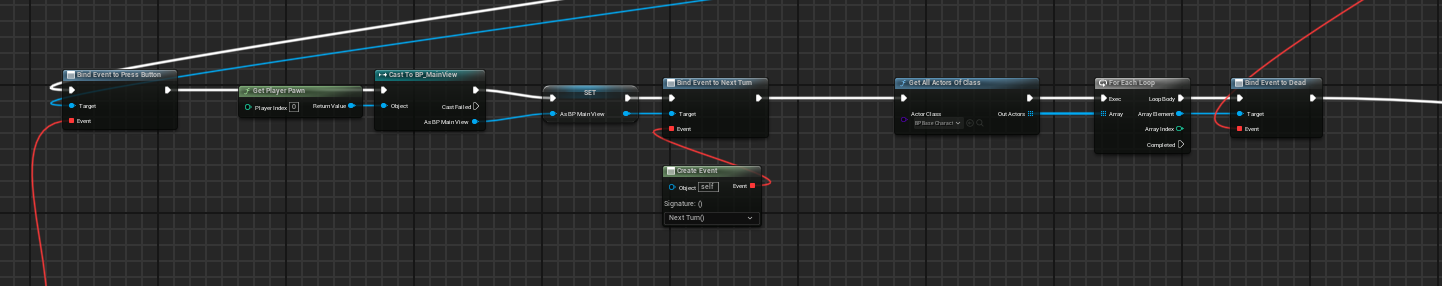 Bind Event to Press Button
Target
Event
Get Player Pawn
Player Index 0
Return Value
Cast To BP_MainView
Object
Cast Failed
As BP Main View
SET
As BP Main View
Bind Event to Next Turn
Target
Event
Create Event
Object self
Event
Signature: ()
Next Turn()
Get All Actors Of Class
Actor Class
BP Base Charact
Out Actors
For Each Loop
Exec
Loop Body
Array
Array Element
Array Index
Completed
Bind Event to Dead
Target
Event